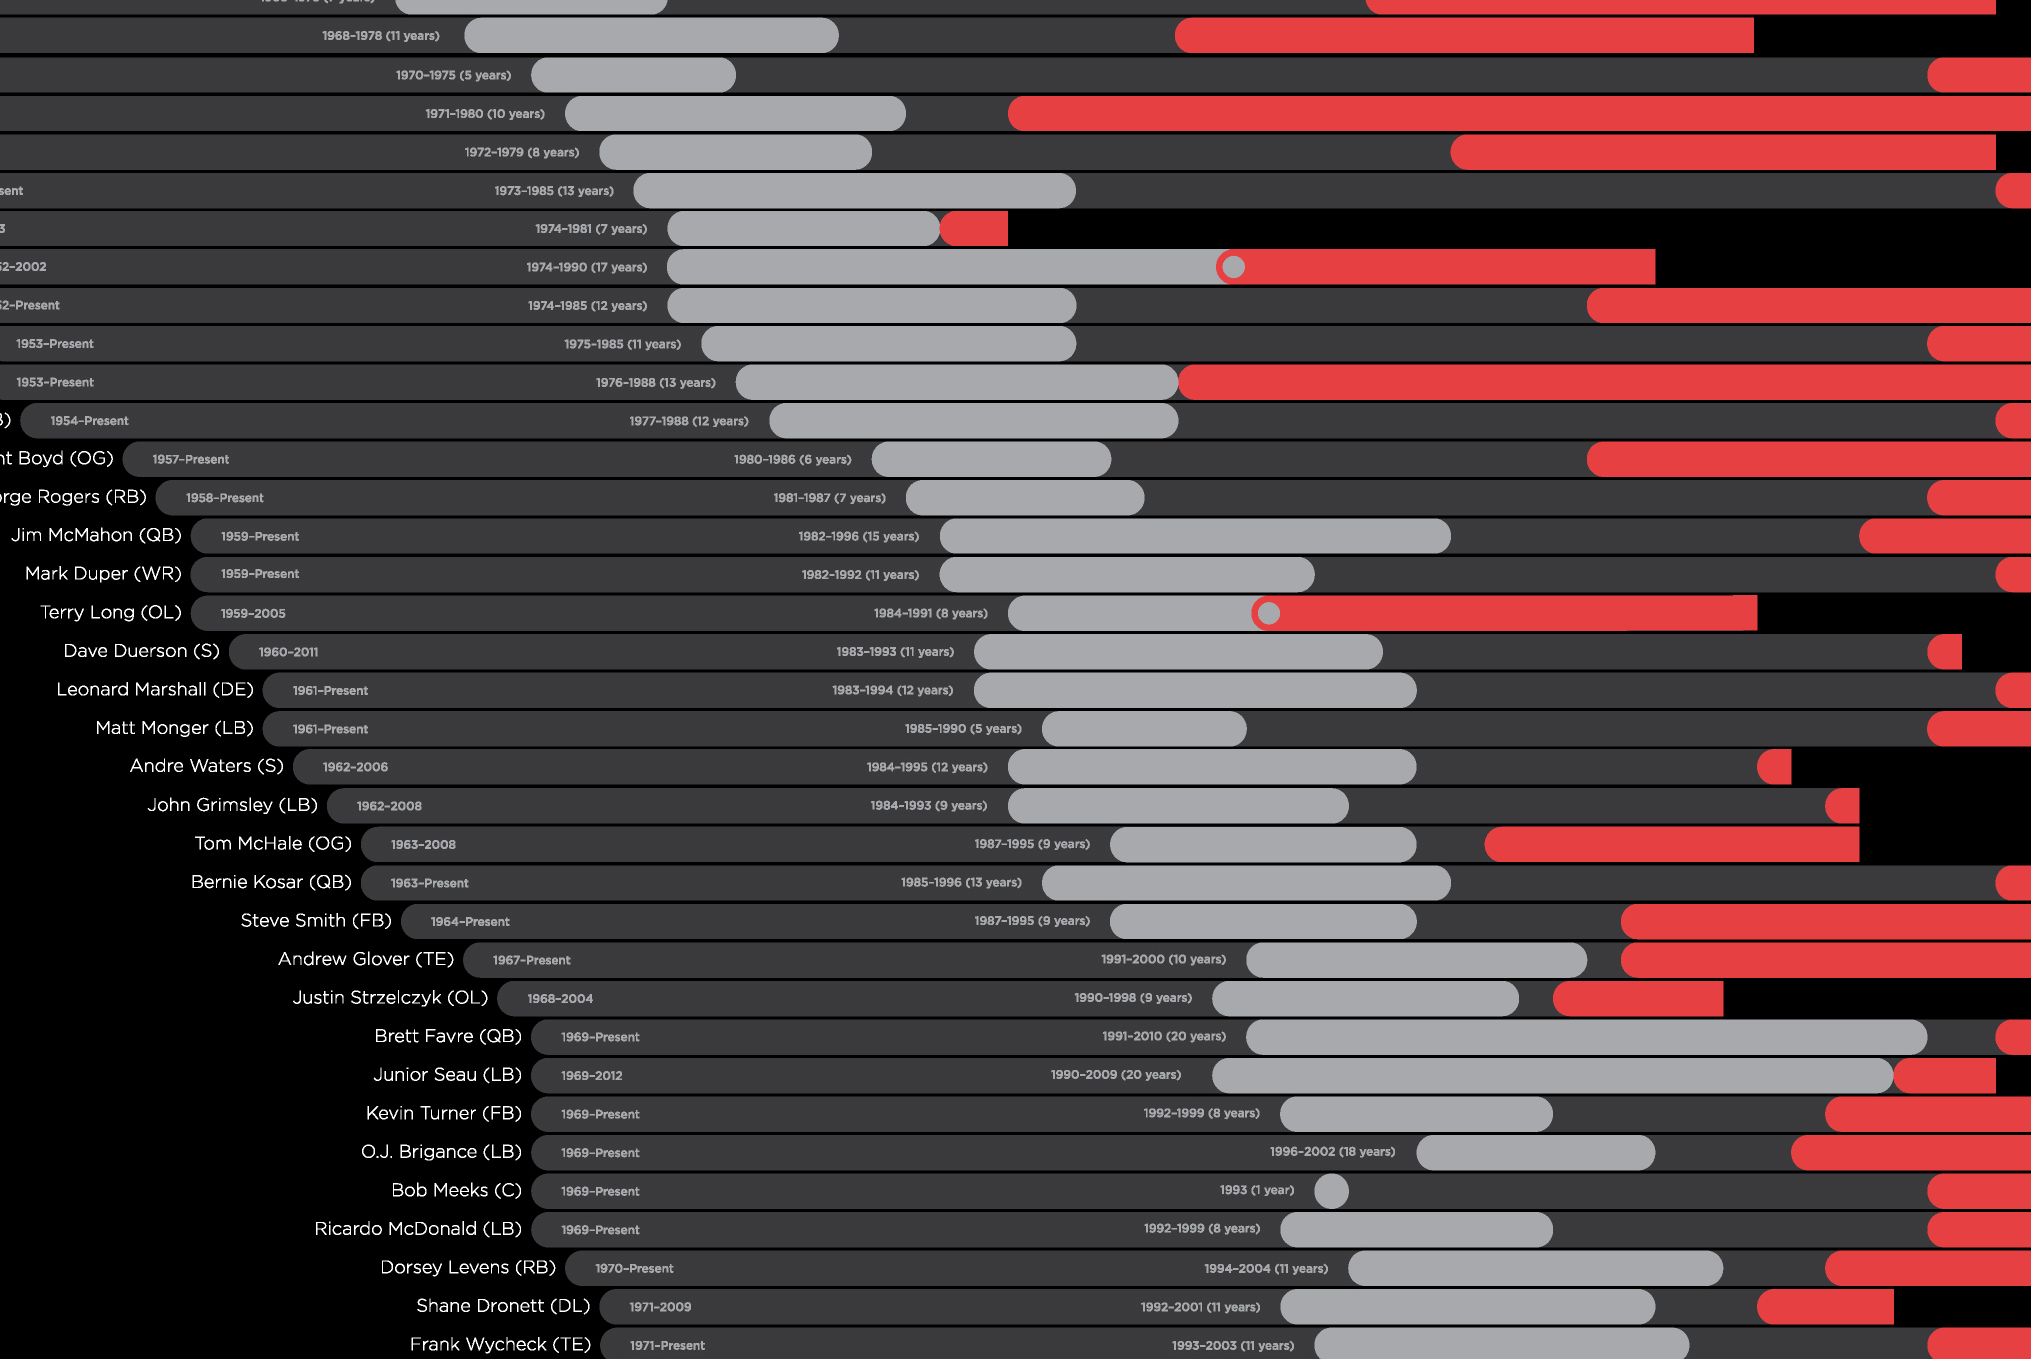 1968–1978 (11 years)
1970–1975 (5 years)
1971–1980 (10 years)
1972–1979 (8 years)
1973–1985 (13 years)
1974–1981 (7 years)
1974–1990 (17 years)
1974–1985 (12 years)
1953–Present 1975–1985 (11 years)
1953–Present 1976–1988 (13 years)
1954–Present 1977–1988 (12 years)
Boyd (OG) 1957–Present 1980–1986 (6 years)
Rogers (RB) 1958–Present 1981–1987 (7 years)
Jim McMahon (QB) 1959–Present 1982–1996 (15 years)
Mark Duper (WR) 1959–Present 1982–1992 (11 years)
Terry Long (OL) 1959–2005 1984–1991 (8 years)
Dave Duerson (S) 1960–2011 1983–1993 (11 years)
Leonard Marshall (DE) 1961–Present 1983–1994 (12 years)
Matt Monger (LB) 1961–Present 1985–1990 (5 years)
Andre Waters (S) 1962–2006 1984–1995 (12 years)
John Grimsley (LB) 1962–2008 1984–1993 (9 years)
Tom McHale (OG) 1963–2008 1987–1995 (9 years)
Bernie Kosar (QB) 1963–Present 1985–1996 (13 years)
Steve Smith (FB) 1964–Present 1987–1995 (9 years)
Andrew Glover (TE) 1967–Present 1991–2000 (10 years)
Justin Strzelczyk (OL) 1968–2004 1990–1998 (9 years)
Brett Favre (QB) 1969–Present 1991–2010 (20 years)
Junior Seau (LB) 1969–2012 1990–2009 (20 years)
Kevin Turner (FB) 1969–Present 1992–1999 (8 years)
O.J. Brigance (LB) 1969–Present 1996–2002 (18 years)
Bob Meeks (C) 1969–Present 1993 (1 year)
Ricardo McDonald (LB) 1969–Present 1992–1999 (8 years)
Dorsey Levens (RB) 1970–Present 1994–2004 (11 years)
Shane Dronett (DL) 1971–2009 1992–2001 (11 years)
Frank Wycheck (TE) 1971–Present 1993–2003 (11 years)